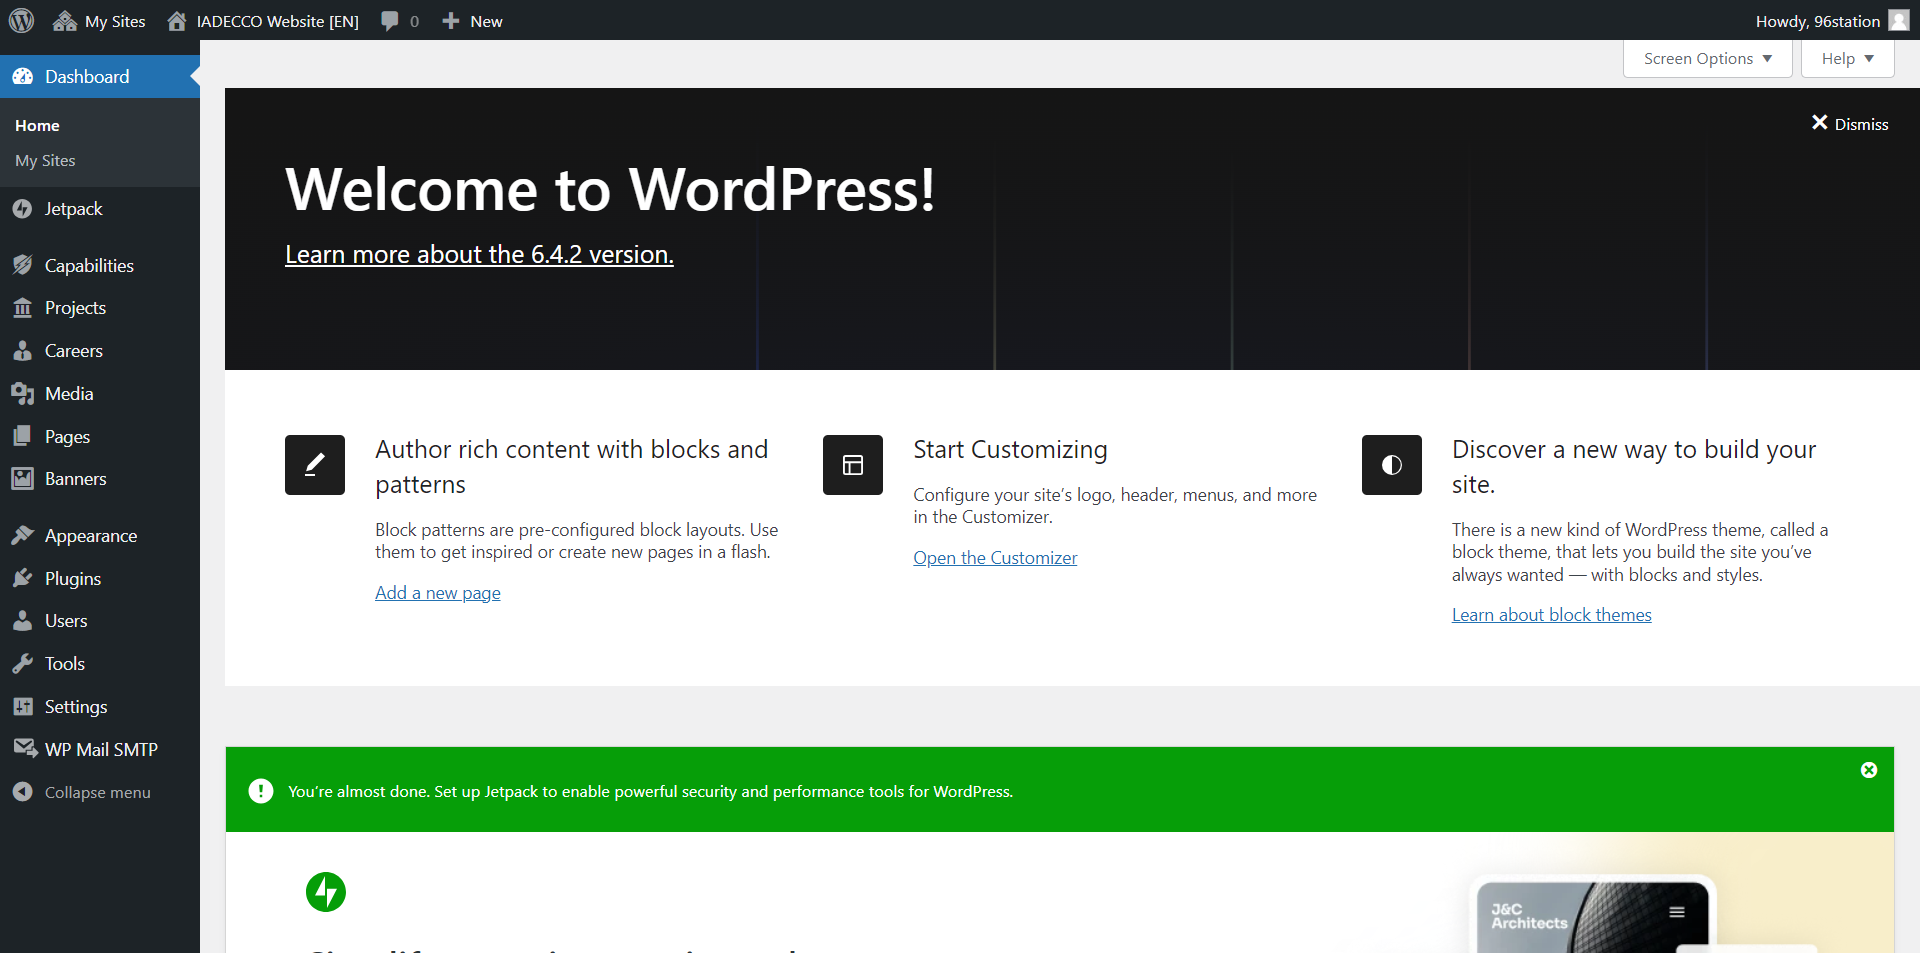 My Sites
IADECCO Website [EN]
0
New
Howdy, 96station
Dashboard
Home
My Sites
Jetpack
Capabilities
Projects
Careers
Media
Pages
Banners
Appearance
Plugins
Users
Tools
Settings
WP Mail SMTP
Collapse menu
Screen Options
Help
Dismiss
Welcome to WordPress!
Learn more about the 6.4.2 version.
Author rich content with blocks and
patterns
Block patterns are pre-configured block layouts. Use
them to get inspired or create new pages in a flash.
Add a new page
Start Customizing
Configure your site’s logo, header, menus, and more
in the Customizer.
Open the Customizer
Discover a new way to build your
site.
There is a new kind of WordPress theme, called a
block theme, that lets you build the site you’ve
always wanted — with blocks and styles.
Learn about block themes
You’re almost done. Set up Jetpack to enable powerful security and performance tools for WordPress.
J&C
Architects